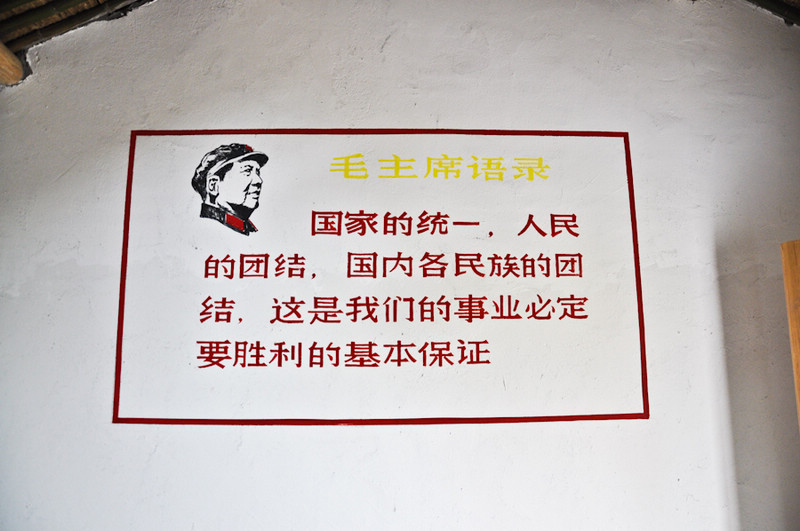 毛主席语录
国家的统一，人民
的团结，国内各民族的团
结，这是我们的事业必定
要胜利的基本保证